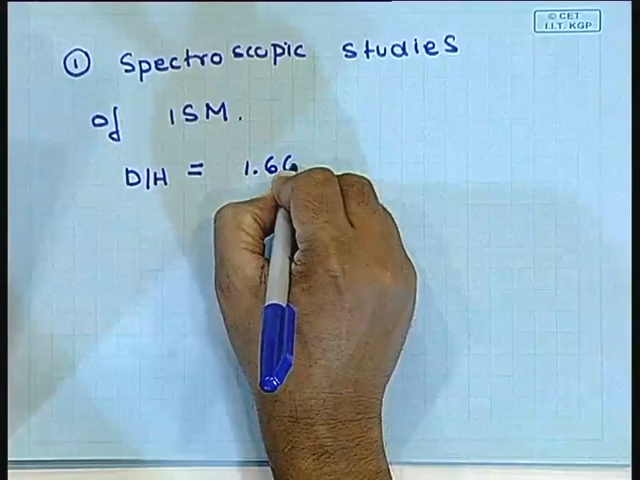 © CET
I.I.T. KGP
① Spectroscopic studies
of ISM.
D/H = 1.66